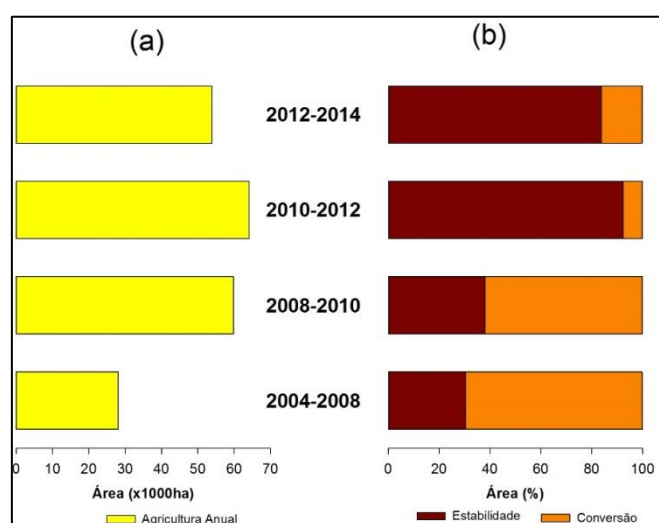 (a) (b)
2012-2014
2010-2012
2008-2010
2004-2008
0 10 20 30 40 50 60 70 0 20 40 60 80 100
Área (x1000ha) Área (%)
Agricultura Anual Estabilidade Conversão